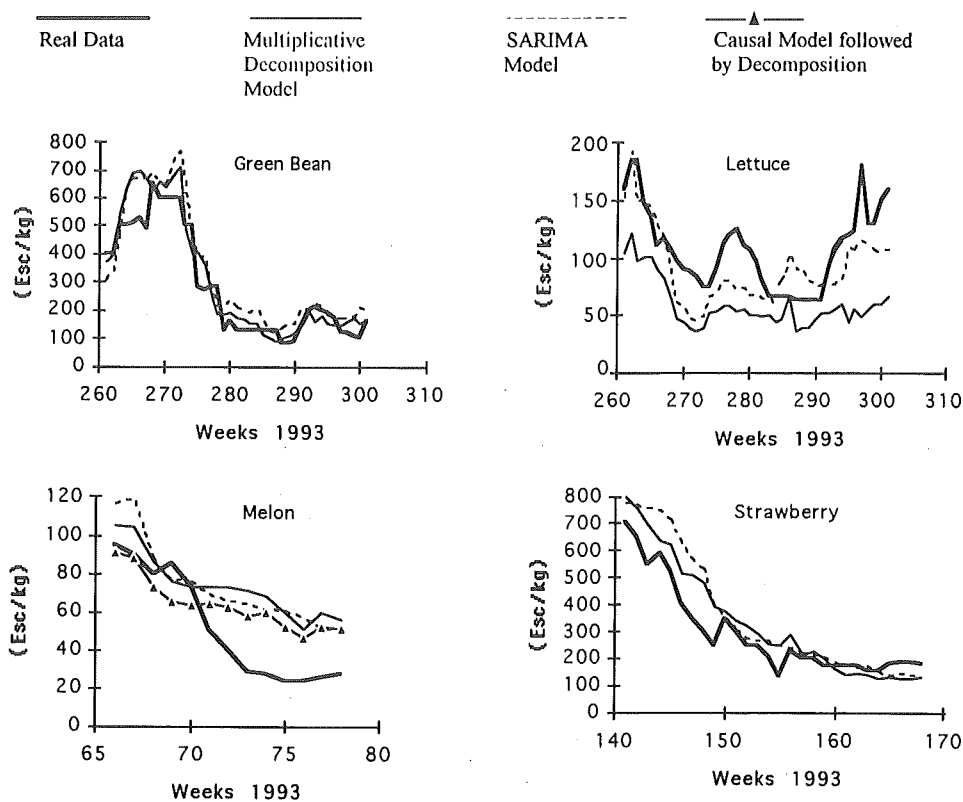 Real Data
Multiplicative
Decomposition
Model
SARIMA
Model
Causal Model followed
by Decomposition
Green Bean
(Esc/kg)
800
700
600
500
400
300
200
100
0
260 270 280 290 300 310
Weeks 1993
Lettuce
(Esc/kg)
200
150
100
50
0
260 270 280 290 300 310
Weeks 1993
Melon
(Esc/kg)
120
100
80
60
40
20
0
65 70 75 80
Weeks 1993
Strawberry
(Esc/kg)
800
700
600
500
400
300
200
100
0
140 150 160 170
Weeks 1993